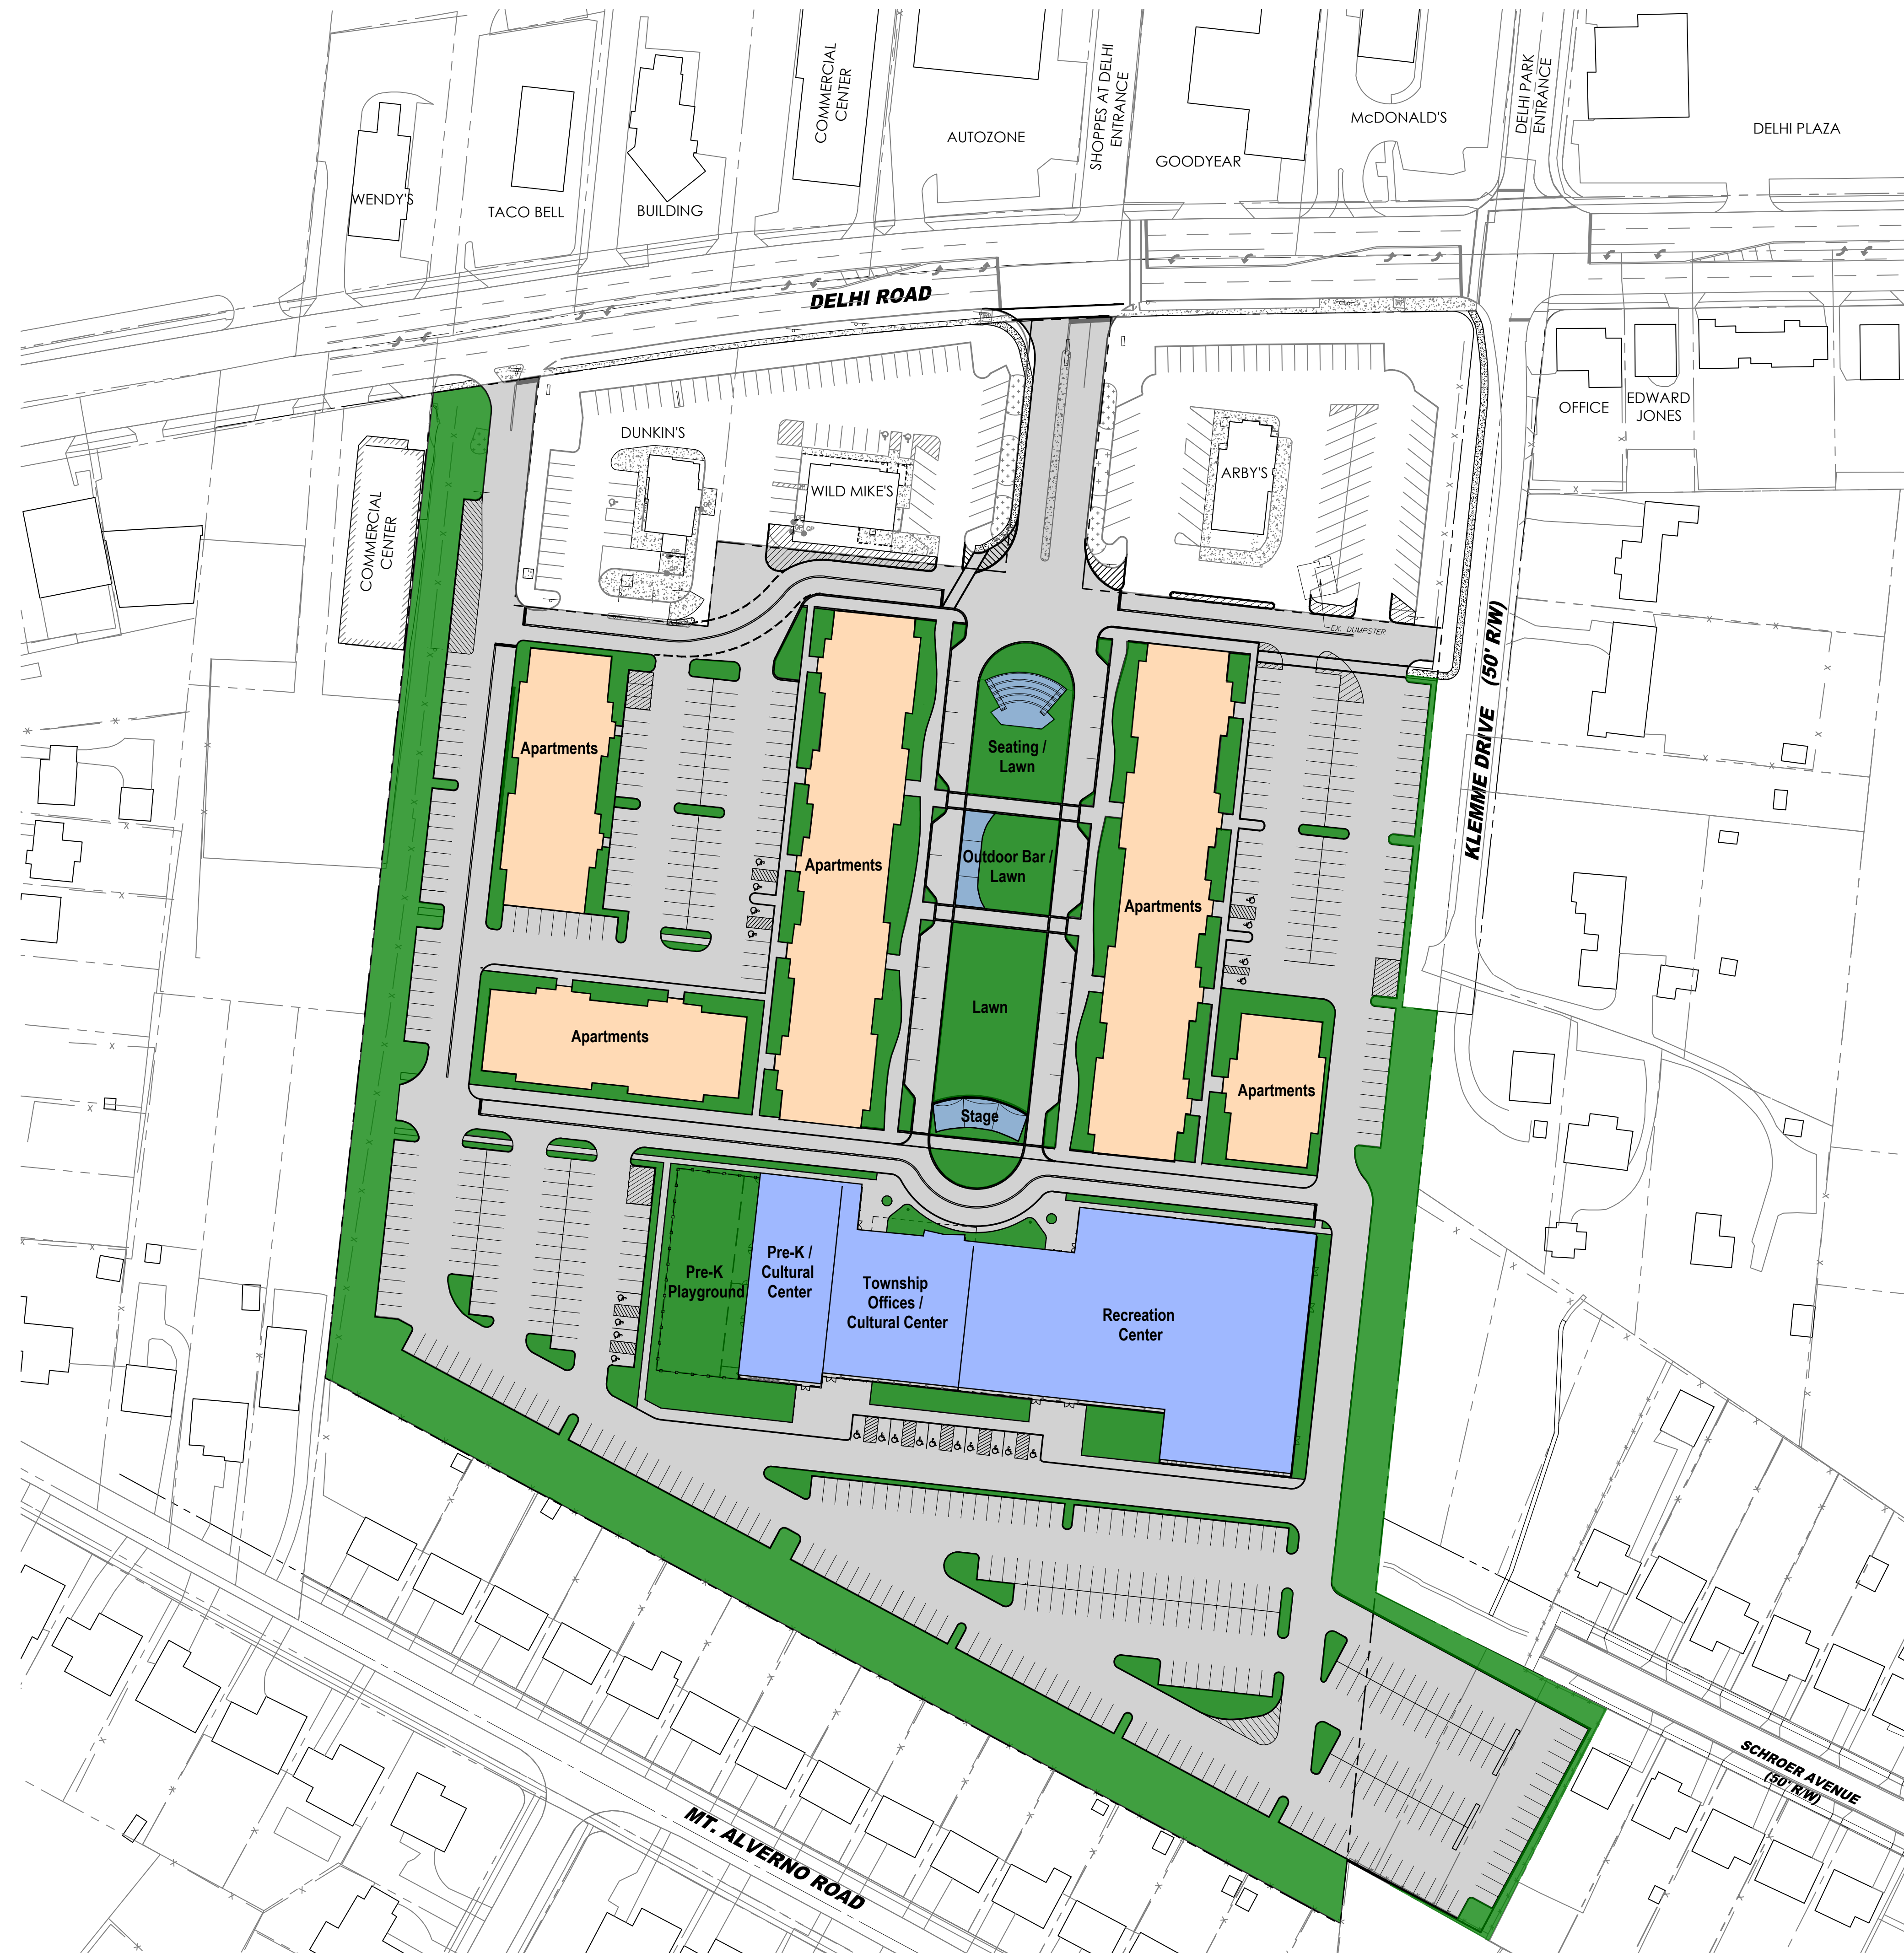 COMMERCIAL
CENTER
SHOPPES AT DELHI
ENTRANCE
DELHI PARK
ENTRANCE
McDONALD'S
AUTOZONE
DELHI PLAZA
GOODYEAR
WENDY'S
TACO BELL
BUILDING
DELHI ROAD
OFFICE
EDWARD
JONES
DUNKIN'S
WILD MIKE'S
ARBY'S
COMMERCIAL
CENTER
EX. DUMPSTER
KLEMME DRIVE (50' R/W)
Apartments
Seating /
Lawn
Apartments
Outdoor Bar /
Lawn
Apartments
Lawn
Apartments
Apartments
Stage
Pre-K
Playground
Pre-K /
Cultural
Center
Township
Offices /
Cultural Center
Recreation
Center
SCHROER AVENUE
(50' R/W)
MT. ALVERNO ROAD